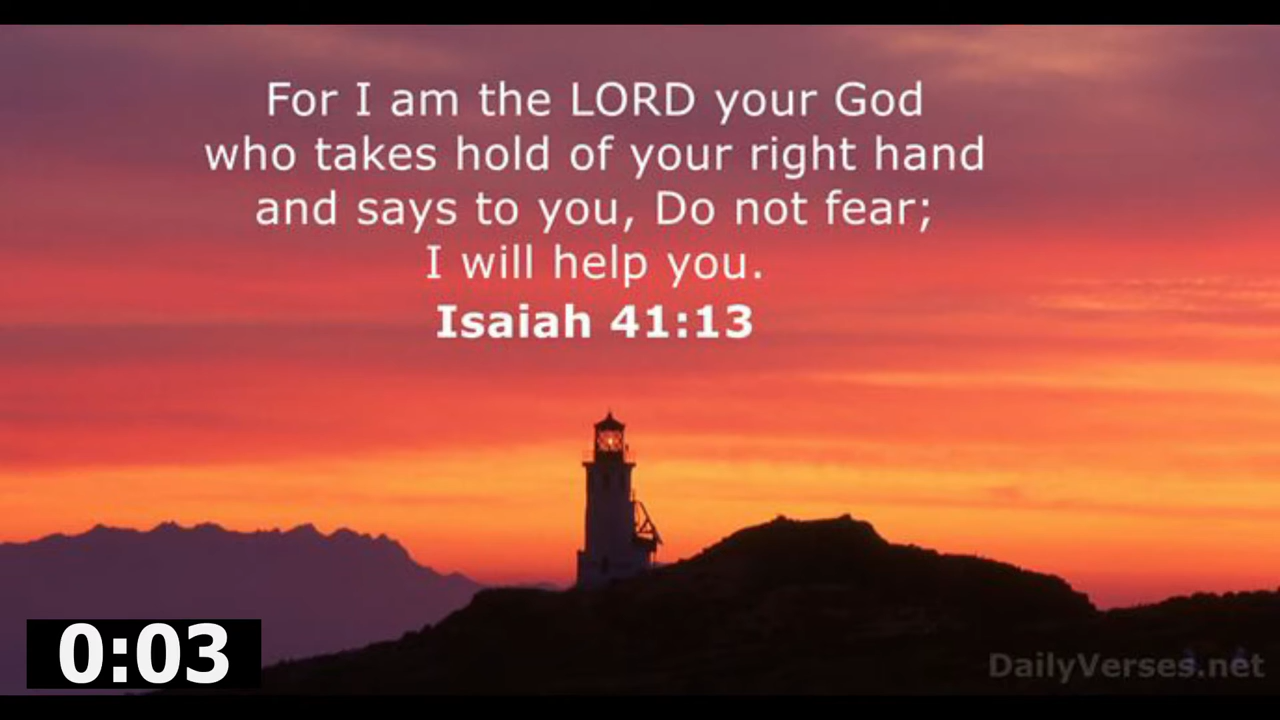 For I am the LORD your God
who takes hold of your right hand
and says to you, Do not fear;
I will help you.
Isaiah 41:13
0:03
DailyVerses.net